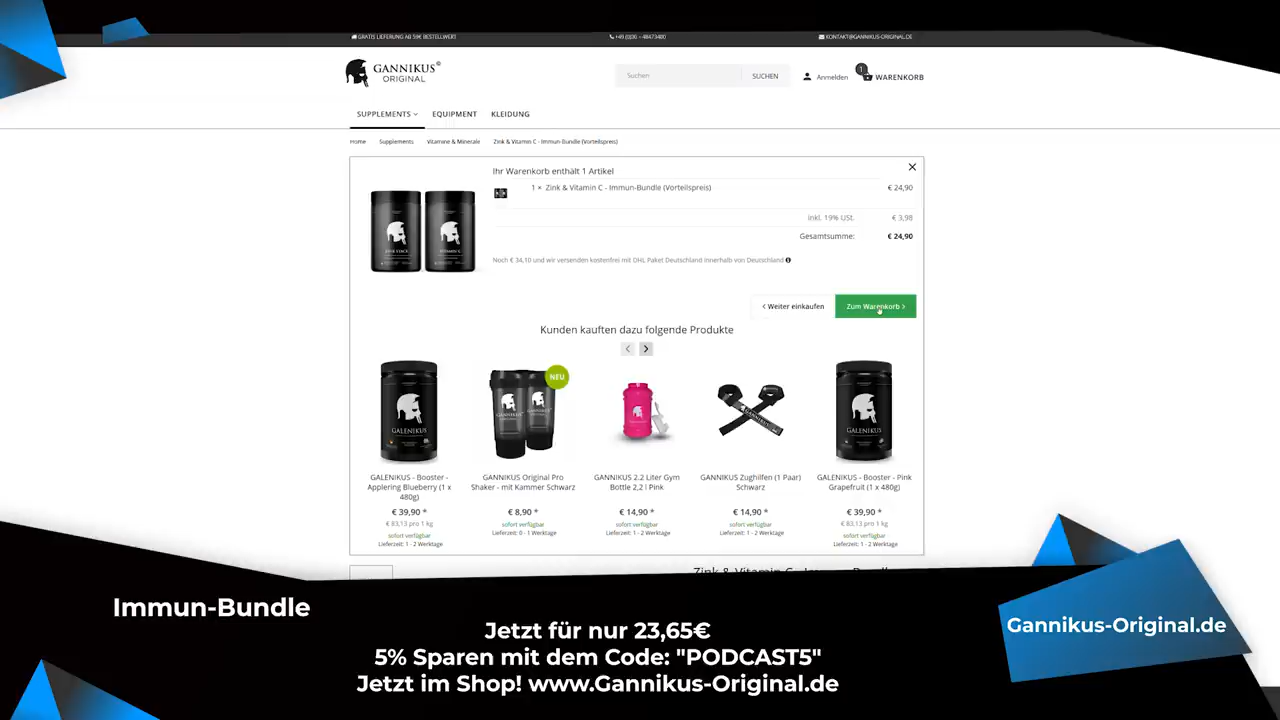 GRATIS LIEFERUNG AB 59€ BESTELLWERT
KONTAKT@GANNIKUS-ORIGINAL.DE
GANNIKUS®
ORIGINAL
Suchen
SUCHEN
Anmelden
1
WARENKORB
SUPPLEMENTS
EQUIPMENT
KLEIDUNG
Home
Supplements
Vitamine & Minerale
Zink & Vitamin C - Immun-Bundle (Vorteilspreis)
Ihr Warenkorb enthält 1 Artikel
1 × Zink & Vitamin C - Immun-Bundle (Vorteilspreis)
€ 24,90
inkl. 19% USt.
€ 3,98
Gesamtsumme:
€ 24,90
Noch € 34,10 und wir versenden kostenfrei mit DHL Paket Deutschland innerhalb von Deutschland
VITAMIN C
Weiter einkaufen
Zum Warenkorb
Kunden kauften dazu folgende Produkte
NEU
GALENIKUS
GANNIKUS
GALENIKUS
GALENIKUS - Booster -
Applering Blueberry (1 x
480g)
€ 39,90 *
€ 83,13 pro 1 kg
sofort verfügbar
Lieferzeit: 1 - 2 Werktage
GANNIKUS Original Pro
Shaker - mit Kammer Schwarz
€ 8,90 *
sofort verfügbar
Lieferzeit: 0 - 1 Werktage
GANNIKUS 2.2 Liter Gym
Bottle 2,2 l Pink
€ 14,90 *
sofort verfügbar
Lieferzeit: 1 - 2 Werktage
GANNIKUS Zughilfen (1 Paar)
Schwarz
€ 14,90 *
sofort verfügbar
Lieferzeit: 1 - 2 Werktage
GALENIKUS - Booster - Pink
Grapefruit (1 x 480g)
€ 39,90 *
€ 83,13 pro 1 kg
sofort verfügbar
Lieferzeit: 1 - 2 Werktage
Immun-Bundle
Jetzt für nur 23,65€
5% Sparen mit dem Code: "PODCAST5"
Jetzt im Shop! www.Gannikus-Original.de
Gannikus-Original.de